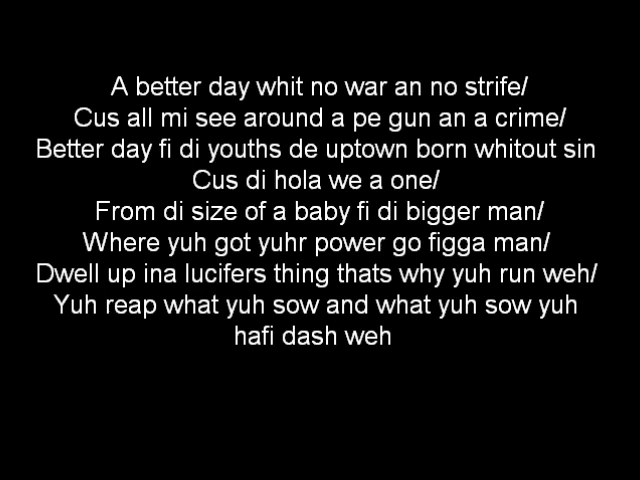 A better day whit no war an no strife/
Cus all mi see around a pe gun an a crime/
Better day fi di youths de uptown born whitout sin
Cus di hola we a one/
From di size of a baby fi di bigger man/
Where yuh got yuhr power go figga man/
Dwell up ina lucifers thing thats why yuh run weh/
Yuh reap what yuh sow and what yuh sow yuh
hafi dash weh